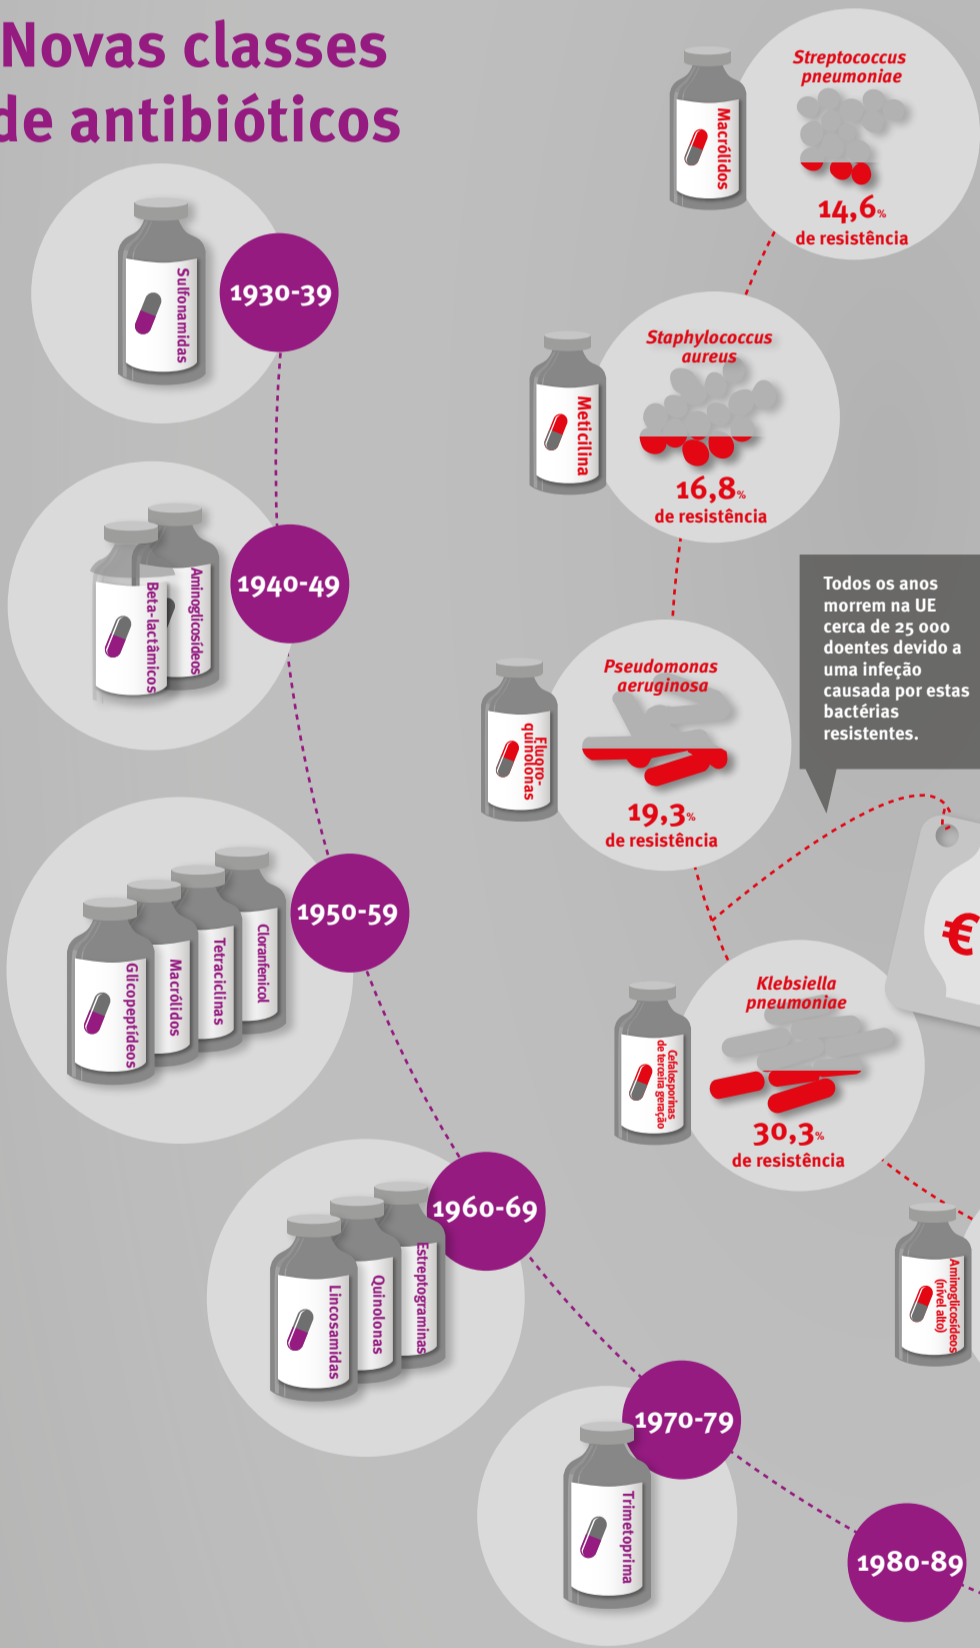 Novas classes
de antibióticos
Sulfonamidas
1930-39
Beta-lactâmicos
Aminoglicosídeos
1940-49
Glicopeptídeos
Macrólidos
Tetraciclinas
Cloranfenicol
1950-59
Lincosamidas
Quinolonas
Estreptograminas
1960-69
Trimetoprima
1970-79
1980-89
Macrólidos
Streptococcus
pneumoniae
14,6%
de resistência
Meticilina
Staphylococcus
aureus
16,8%
de resistência
Fluoro-
quinolonas
Pseudomonas
aeruginosa
19,3%
de resistência
Todos os anos
morrem na UE
cerca de 25 000
doentes devido a
uma infeção
causada por estas
bactérias
resistentes.
€
Cefalosporinas
de terceira geração
Klebsiella
pneumoniae
30,3%
de resistência
Aminoglicosídeos
(nível alto)